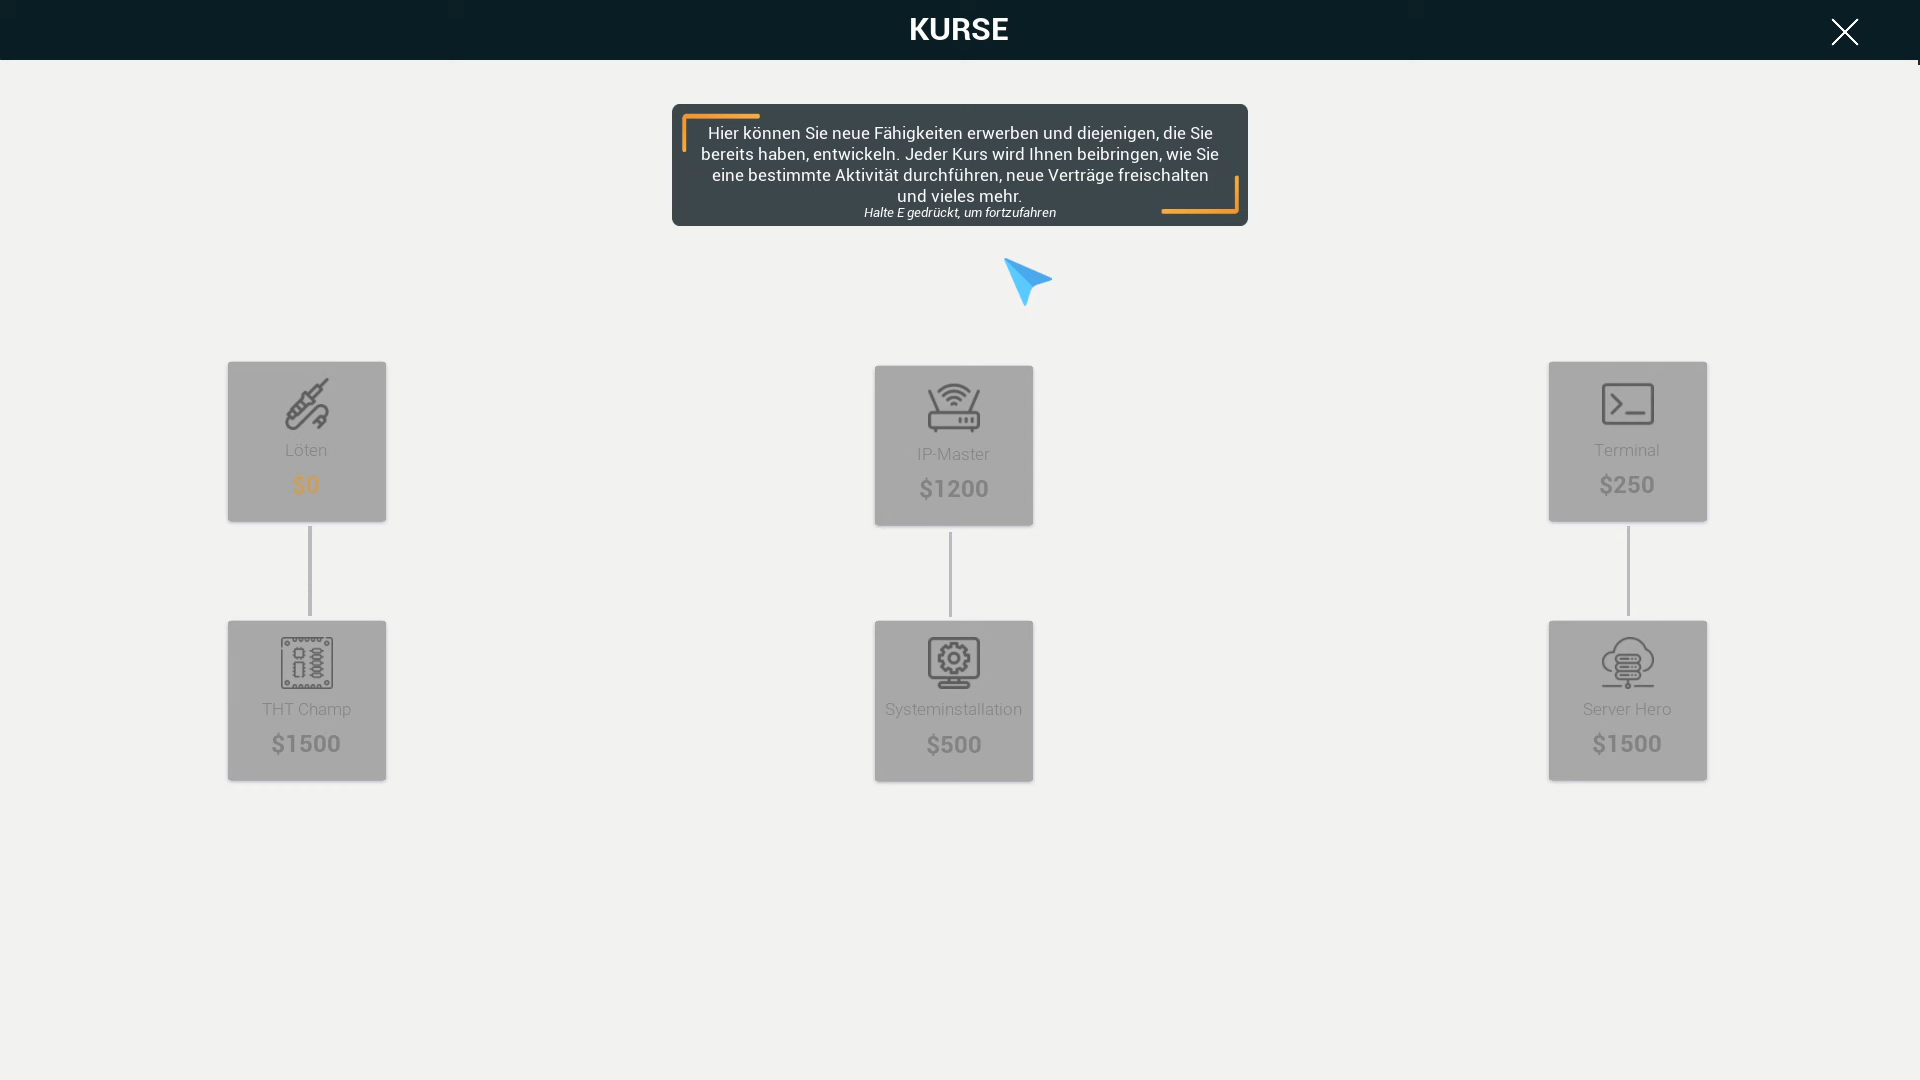 KURSE
Hier können Sie neue Fähigkeiten erwerben und diejenigen, die Sie
bereits haben, entwickeln. Jeder Kurs wird Ihnen beibringen, wie Sie
eine bestimmte Aktivität durchführen, neue Verträge freischalten
und vieles mehr.
Halte E gedrückt, um fortzufahren
Löten
$0
IP-Master
$1200
Terminal
$250
THT Champ
$1500
Systeminstallation
$500
Server Hero
$1500